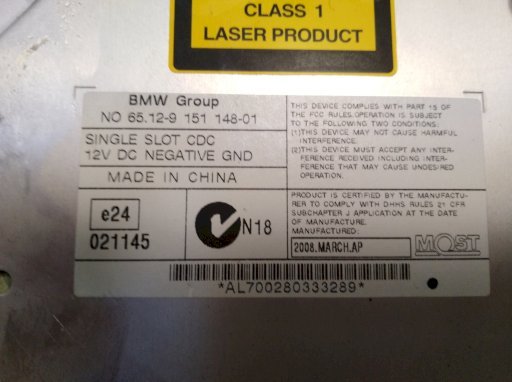 CLASS 1
LASER PRODUCT
BMW Group
NO 65.12-9 151 148-01
SINGLE SLOT CDC
12V DC NEGATIVE GND
MADE IN CHINA
e24
021145
N18
THIS DEVICE COMPLIES WITH PART 15 OF
THE FCC RULES.OPERATION IS SUBJECT
TO THE FOLLOWING TWO CONDITIONS:
(1)THIS DEVICE MAY NOT CAUSE HARMFUL
INTERFERENCE.
(2)THIS DEVICE MUST ACCEPT ANY INTER-
FERENCE RECEIVED INCLUDING INTER-
FERENCE THAT MAY CAUSE UNDESIRED
OPERATION.
PRODUCT IS CERTIFIED BY THE MANUFACTU-
RER TO COMPLY WITH DHHS RULES 21 CFR
SUBCHAPTER J APPLICATION AT THE DATE
OF MANUFACTURE.
MANUFACTURED:
2008.MARCH.AP
MOST
*AL700280333289*